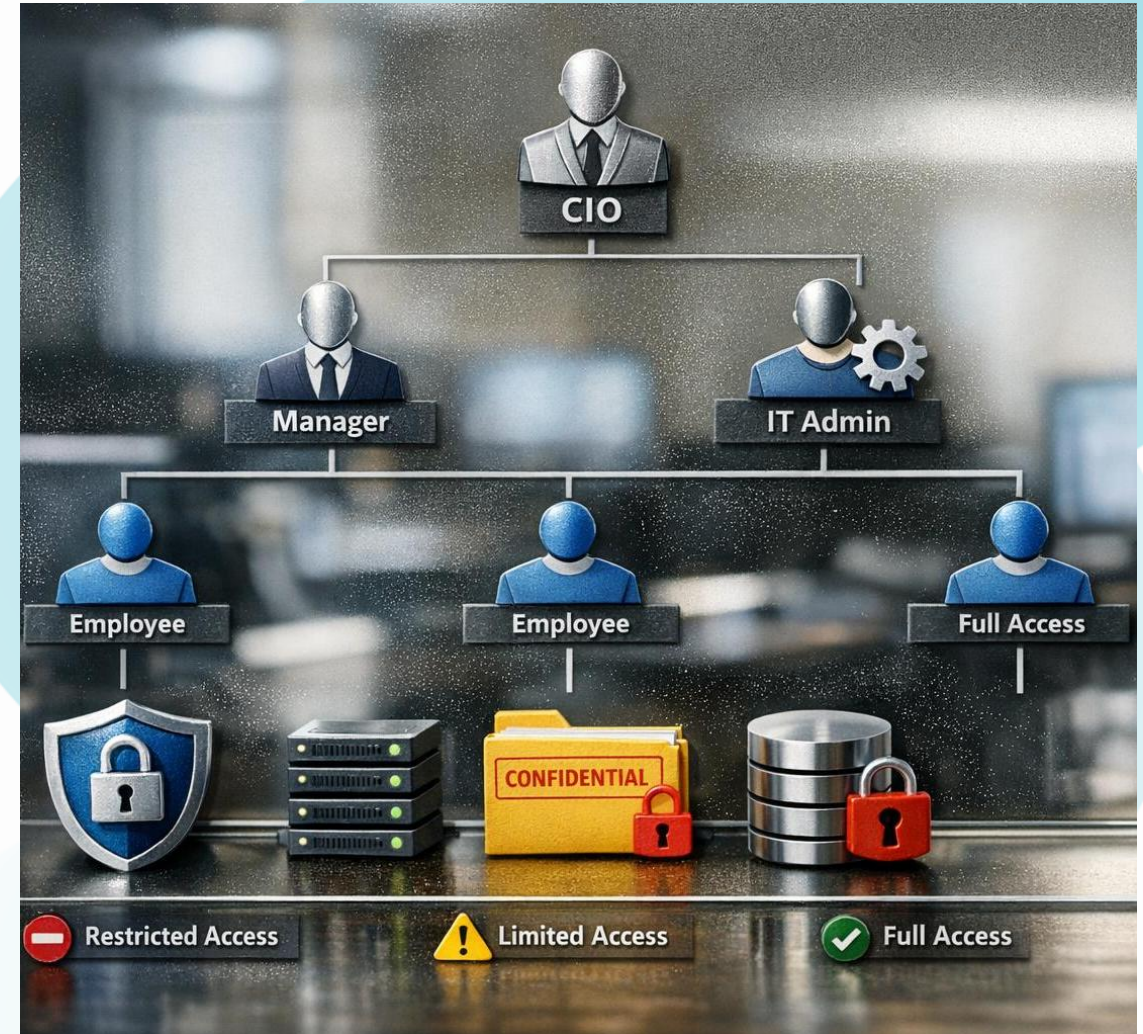 CIO
Manager
IT Admin
Employee
Employee
Full Access
CONFIDENTIAL
Restricted Access
Limited Access
Full Access